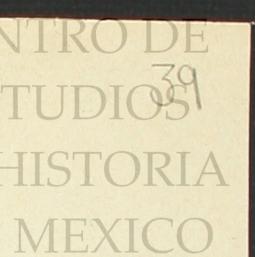 NTRO DE
39
TUDIOS
HISTORIA
MEXICO